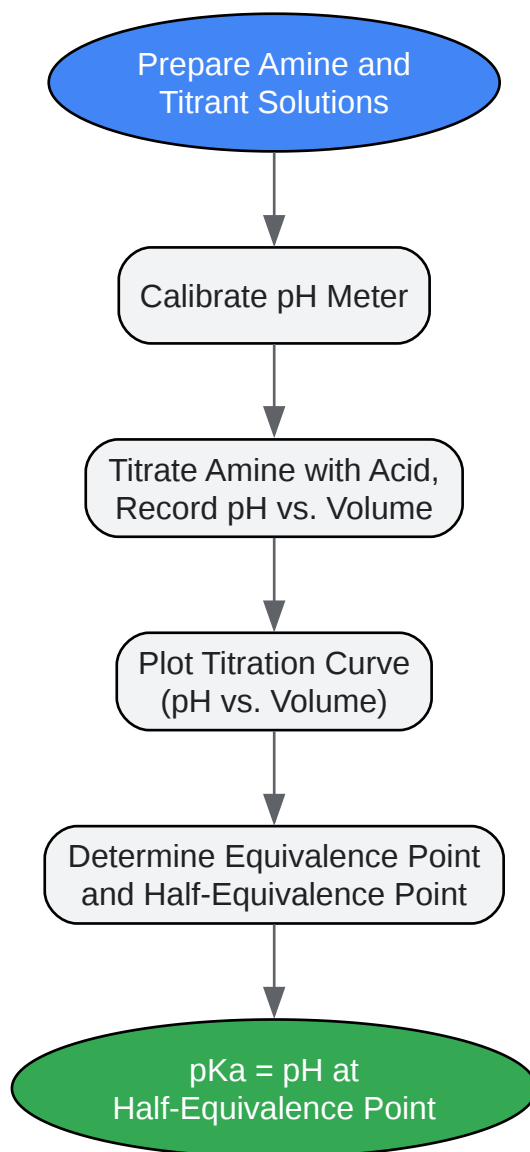 Prepare Amine and
Titrant Solutions
Calibrate pH Meter
Titrate Amine with Acid,
Record pH vs. Volume
Plot Titration Curve
(pH vs. Volume)
Determine Equivalence Point
and Half-Equivalence Point
pKa = pH at
Half-Equivalence Point